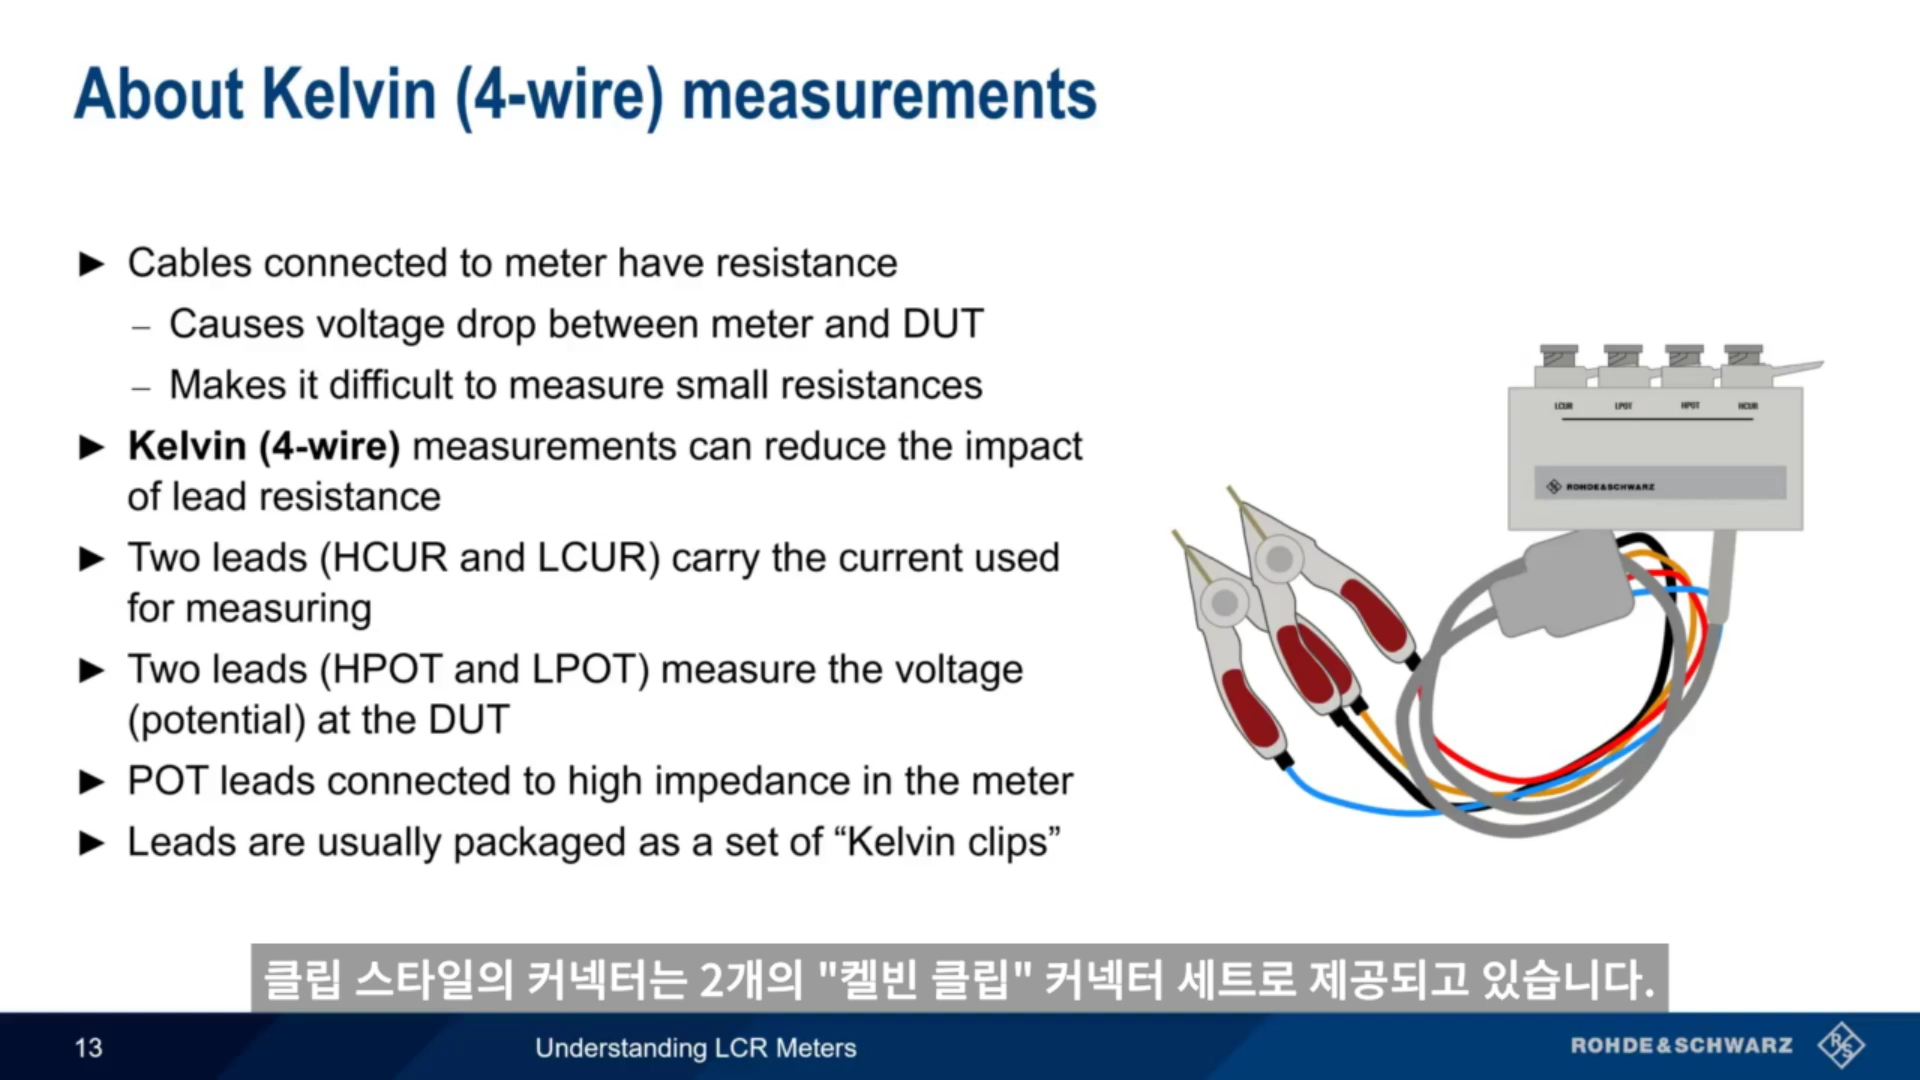 About Kelvin (4-wire) measurements
► Cables connected to meter have resistance
– Causes voltage drop between meter and DUT
– Makes it difficult to measure small resistances
► Kelvin (4-wire) measurements can reduce the impact
of lead resistance
► Two leads (HCUR and LCUR) carry the current used
for measuring
► Two leads (HPOT and LPOT) measure the voltage
(potential) at the DUT
► POT leads connected to high impedance in the meter
► Leads are usually packaged as a set of “Kelvin clips”
LCUR LPOT HPOT HCUR
ROHDE&SCHWARZ
클립 스타일의 커넥터는 2개의 "켈빈 클립" 커넥터 세트로 제공되고 있습니다.
13
Understanding LCR Meters
ROHDE&SCHWARZ